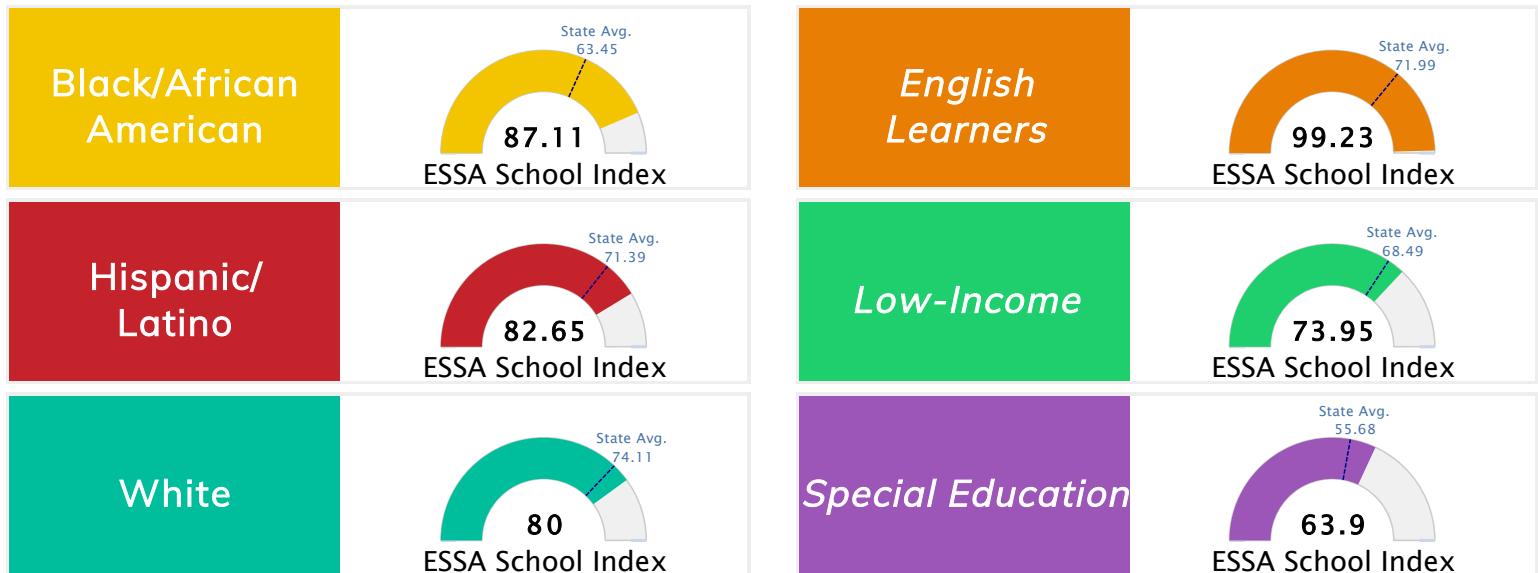 Black/African
American
State Avg.
63.45
87.11
ESSA School Index
English
Learners
State Avg.
71.99
99.23
ESSA School Index
Hispanic/
Latino
State Avg.
71.39
82.65
ESSA School Index
Low-Income
State Avg.
68.49
73.95
ESSA School Index
White
State Avg.
74.11
80
ESSA School Index
Special Education
State Avg.
55.68
63.9
ESSA School Index